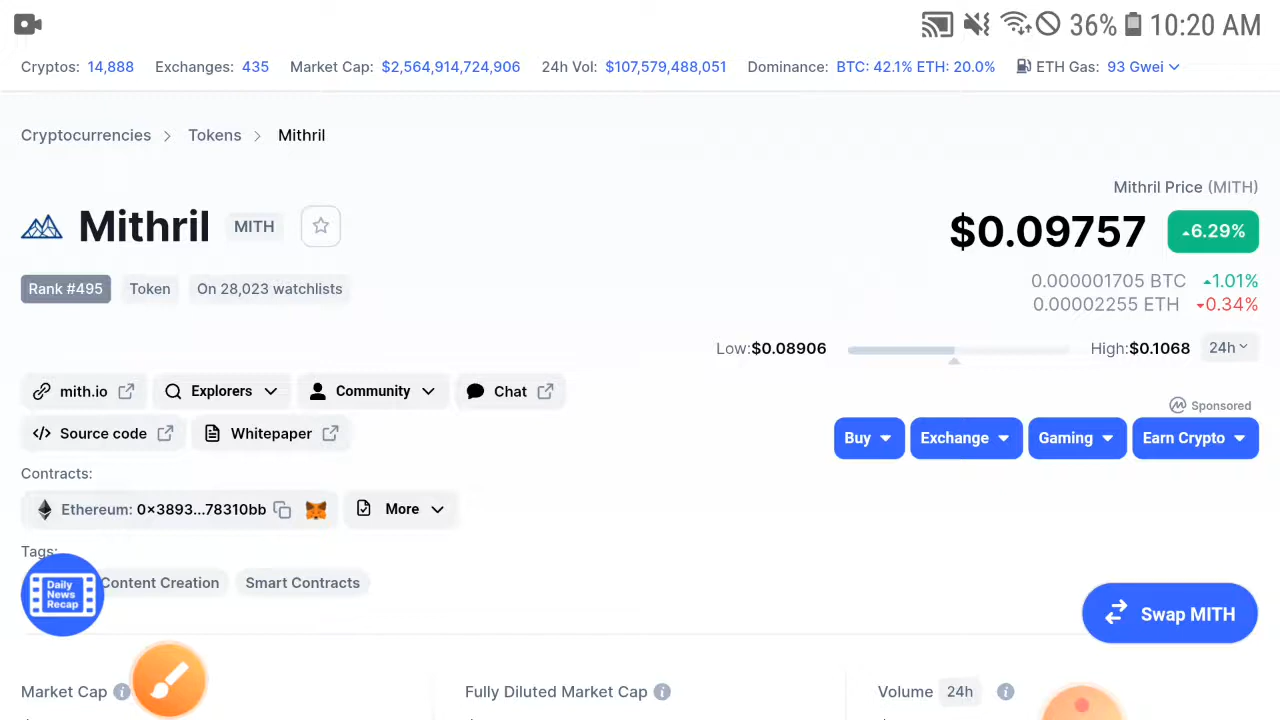 36% 10:20 AM
Cryptos: 14,888 Exchanges: 435 Market Cap: $2,564,914,724,906 24h Vol: $107,579,488,051 Dominance: BTC: 42.1% ETH: 20.0% ETH Gas: 93 Gwei
Cryptocurrencies > Tokens > Mithril
Mithril Price (MITH)
Mithril MITH
$0.09757 6.29%
Rank #495 Token On 28,023 watchlists
0.000001705 BTC 1.01%
0.00002255 ETH 0.34%
Low:$0.08906 High:$0.1068 24h
mith.io Explorers Community Chat
Sponsored
Source code Whitepaper
Buy Exchange Gaming Earn Crypto
Contracts:
Ethereum: 0x3893...78310bb More
Tags:
Content Creation Smart Contracts
Daily
News
Recap
Swap MITH
Market Cap Fully Diluted Market Cap Volume 24h